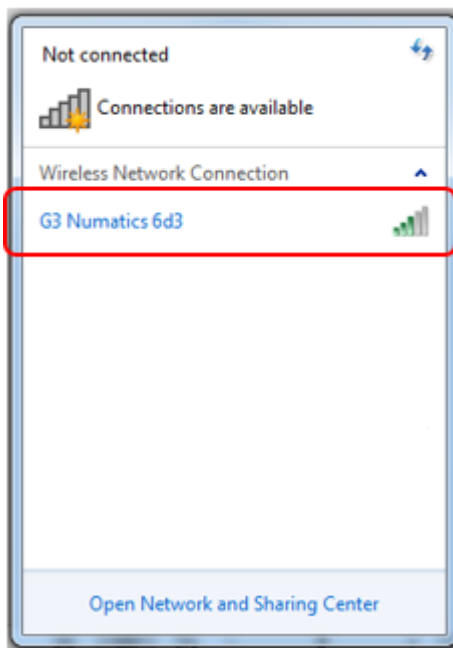 Not connected
Connections are available
Wireless Network Connection
G3 Numatics 6d3
Open Network and Sharing Center